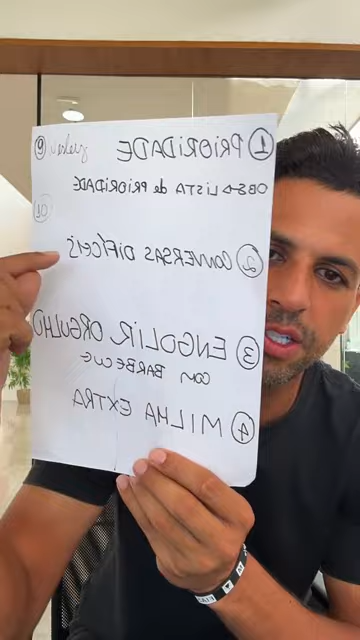 ① PRIORIDADE
OBS→LISTA de PRIORIDADE
② CONVERSAS DIFÍCEIS
③ ENGOLIR ORGULHO
COM BARBECUE
④ MILHA EXTRA